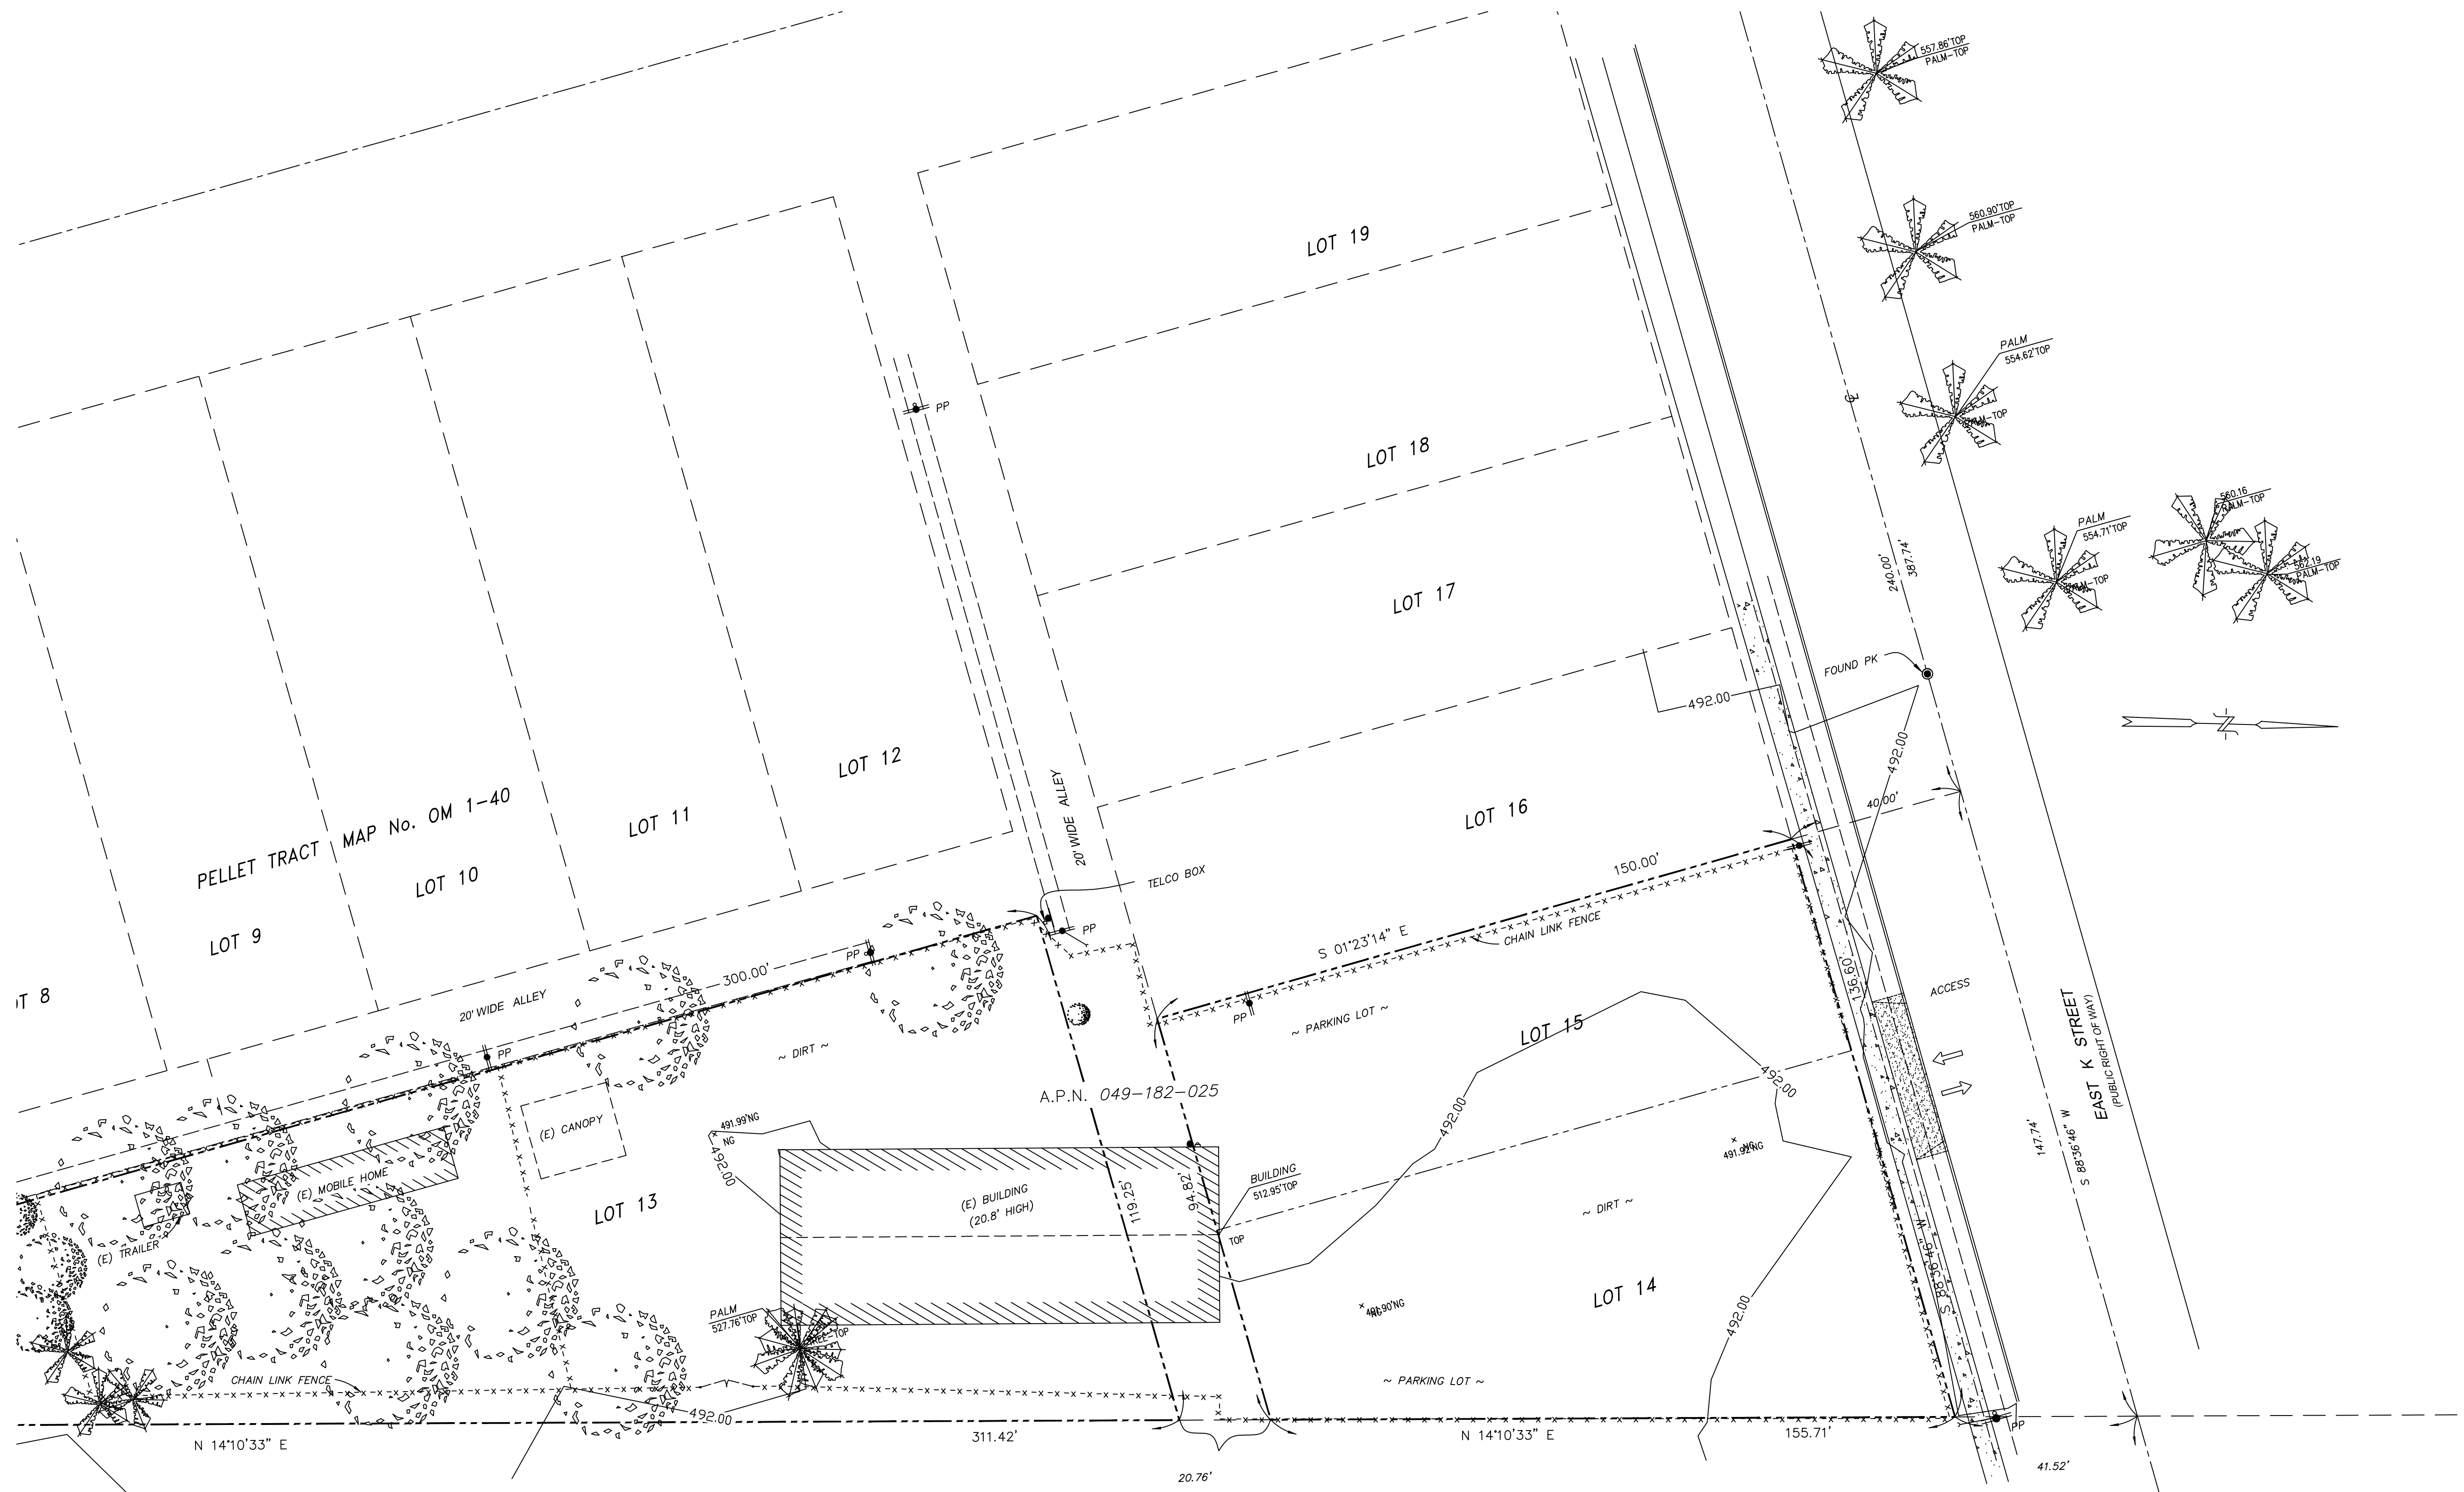 557.86'TOP
PALM-TOP
560.90'TOP
PALM-TOP
LOT 19
PALM
554.62'TOP
PP
LOT 18
560.16
PALM-TOP
PALM
554.71'TOP
240.00'
387.74'
562.19
PALM-TOP
LOT 17
FOUND PK
492.00
492.00
LOT 12
PELLET TRACT MAP No. OM 1-40
LOT 11
20' WIDE ALLEY
LOT 16
40.00'
LOT 10
TELCO BOX
150.00'
LOT 9
PP
S 01°23'14" E
CHAIN LINK FENCE
PP
300.00'
136.60'
ACCESS
20' WIDE ALLEY
PP
~ PARKING LOT ~
LOT 15
EAST K STREET
(PUBLIC RIGHT OF WAY)
PP
~ DIRT ~
A.P.N. 049-182-025
492.00
492.00
(E) CANOPY
491.99'NG
NG
492.00
491.92'NG
147.74'
S 88°36'46" W
(E) MOBILE HOME
LOT 13
(E) BUILDING
(20.8' HIGH)
119.25'
94.82'
BUILDING
512.95'TOP
TOP
~ DIRT ~
S 88°36'46" W
(E) TRAILER
LOT 14
PALM
527.76'TOP
491.90'NG
492.00
CHAIN LINK FENCE
~ PARKING LOT ~
492.00
PP
N 14°10'33" E
311.42'
N 14°10'33" E
155.71'
20.76'
41.52'